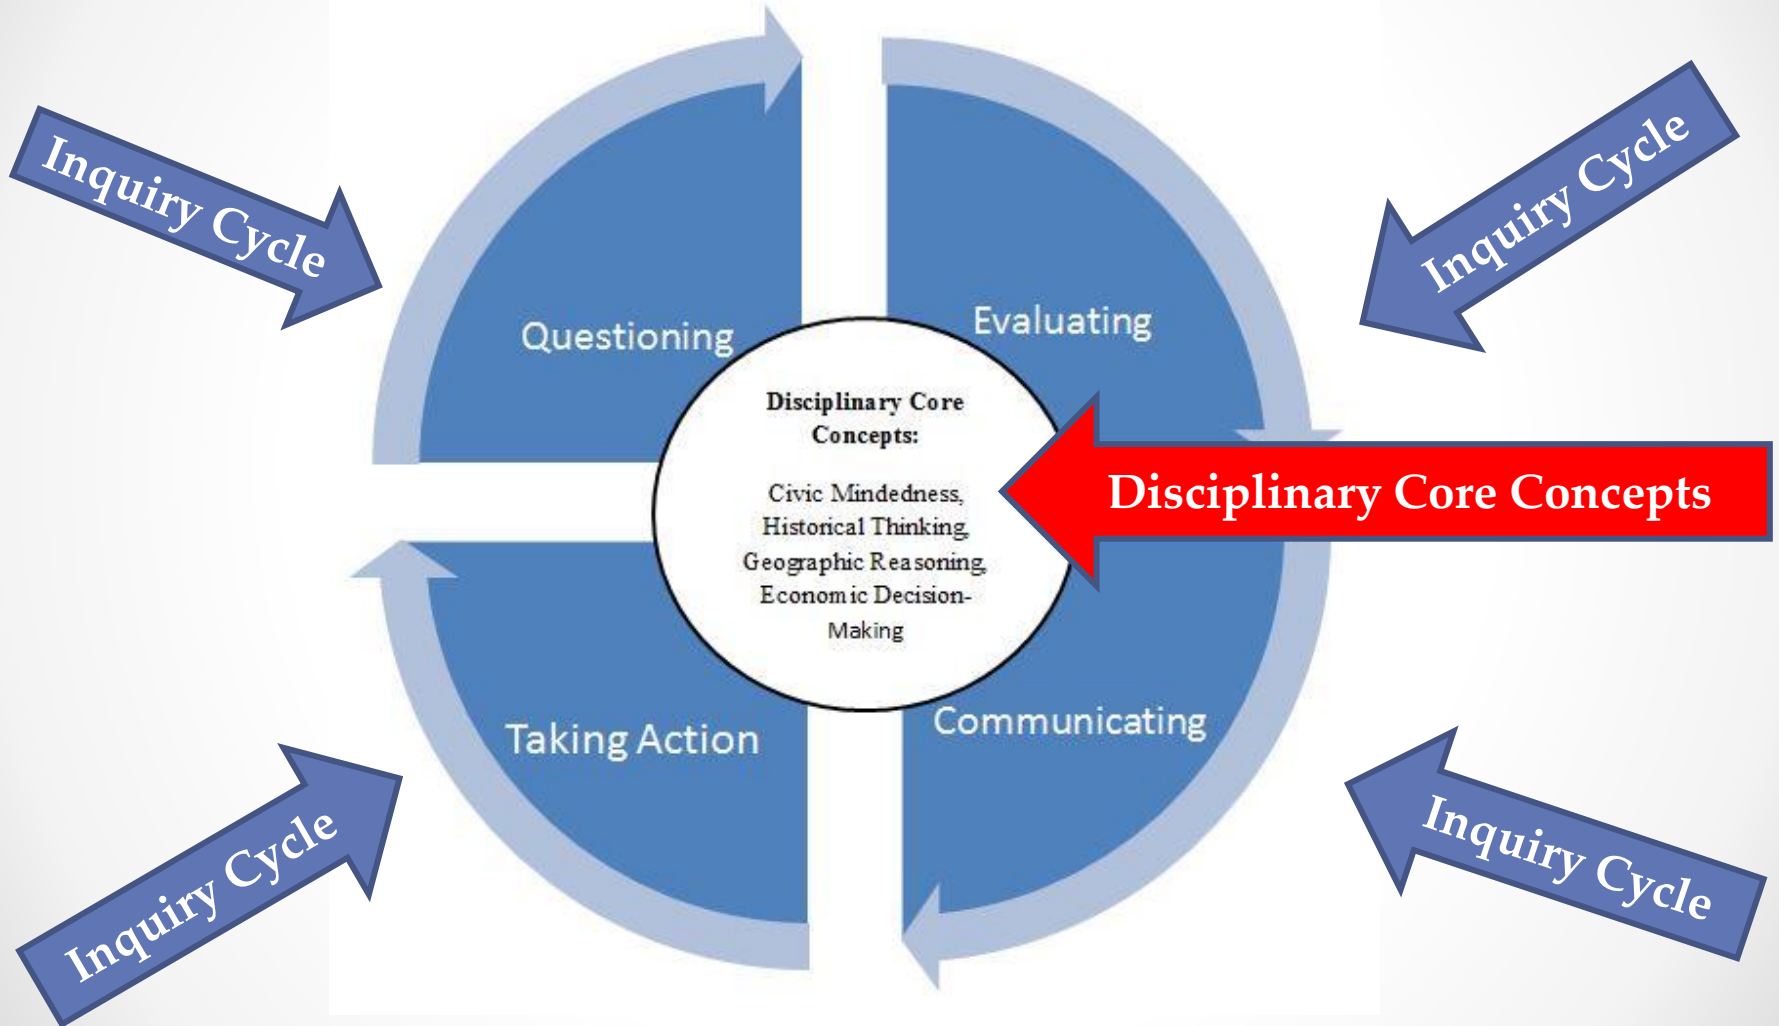 Inquiry Cycle
Inquiry Cycle
Questioning
Evaluating
Disciplinary Core
Concepts:
Civic Mindedness,
Historical Thinking,
Geographic Reasoning,
Economic Decision-
Making
Disciplinary Core Concepts
Taking Action
Communicating
Inquiry Cycle
Inquiry Cycle